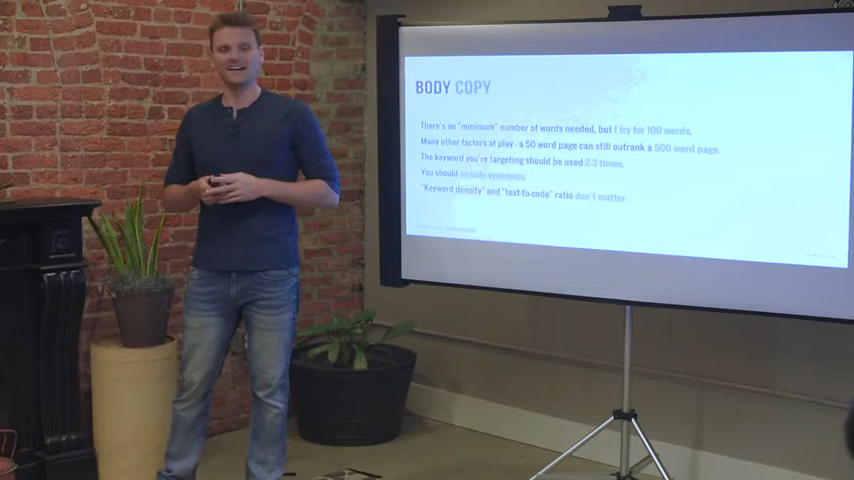 BODY COPY
There's no "minimum" number of words needed, but I try for 100 words.
Many other factors at play - a 50 word page can still outrank a 500 word page.
The keyword you're targeting should be used 2-3 times.
You should include synonyms.
"Keyword density" and "text-to-code" ratio don't matter.